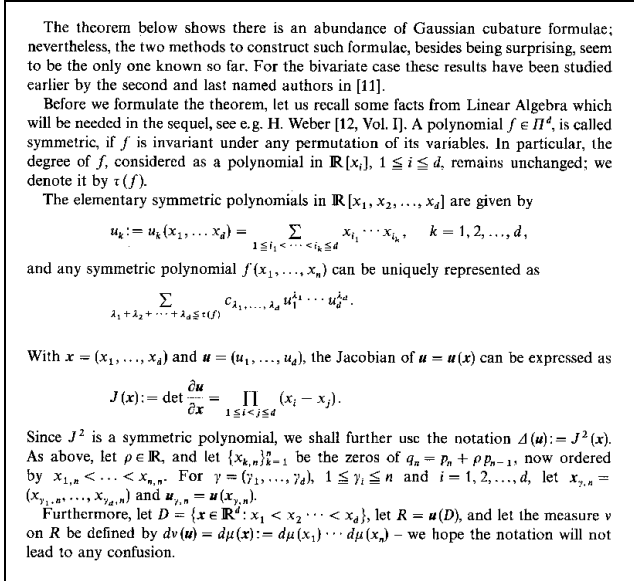 The theorem below shows there is an abundance of Gaussian cubature formulae;
nevertheless, the two methods to construct such formulae, besides being surprising, seem
to be the only one known so far. For the bivariate case these results have been studied
earlier by the second and last named authors in [11].
Before we formulate the theorem, let us recall some facts from Linear Algebra which
will be needed in the sequel, see e.g. H. Weber [12, Vol. I]. A polynomial f ∈ Π^d, is called
symmetric, if f is invariant under any permutation of its variables. In particular, the
degree of f, considered as a polynomial in ℝ[x_i], 1 ≦ i ≦ d, remains unchanged; we
denote it by τ(f).
The elementary symmetric polynomials in ℝ[x_1, x_2, ..., x_d] are given by
u_k := u_k(x_1, ... x_d) = Σ_{1≦i_1<···<i_k≦d} x_{i_1} ··· x_{i_k}, k = 1, 2, ..., d,
and any symmetric polynomial f(x_1, ..., x_n) can be uniquely represented as
Σ_{λ_1+λ_2+···+λ_d≦τ(f)} c_{λ_1,...,λ_d} u_1^{λ_1} ··· u_d^{λ_d}.
With x = (x_1, ..., x_d) and u = (u_1, ..., u_d), the Jacobian of u = u(x) can be expressed as
J(x) := det ∂u/∂x = Π_{1≦i<j≦d} (x_i − x_j).
Since J² is a symmetric polynomial, we shall further use the notation Δ(u) := J²(x).
As above, let ρ ∈ ℝ, and let {x_{k,n}}_{k=1}^n be the zeros of q_n = p_n + ρ p_{n−1}, now ordered
by x_{1,n} < ... < x_{n,n}. For γ = (γ_1, ..., γ_d), 1 ≦ γ_i ≦ n and i = 1, 2, ..., d, let x_{γ,n} =
(x_{γ_1,n}, ..., x_{γ_d,n}) and u_{γ,n} = u(x_{γ,n}).
Furthermore, let D = {x ∈ ℝ^d : x_1 < x_2 ··· < x_d}, let R = u(D), and let the measure ν
on R be defined by dν(u) = dμ(x) := dμ(x_1) ··· dμ(x_n) – we hope the notation will not
lead to any confusion.